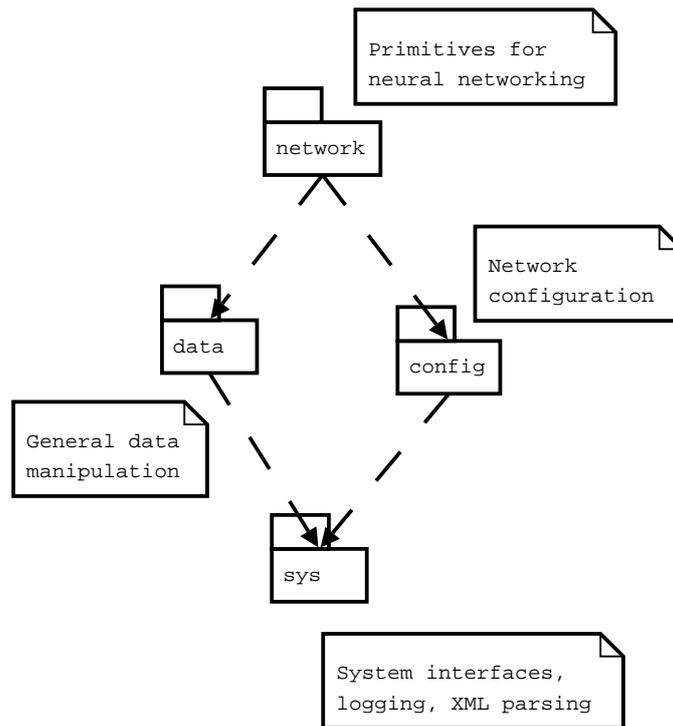 Primitives for
neural networking
network
Network
configuration
data
config
General data
manipulation
sys
System interfaces,
logging, XML parsing